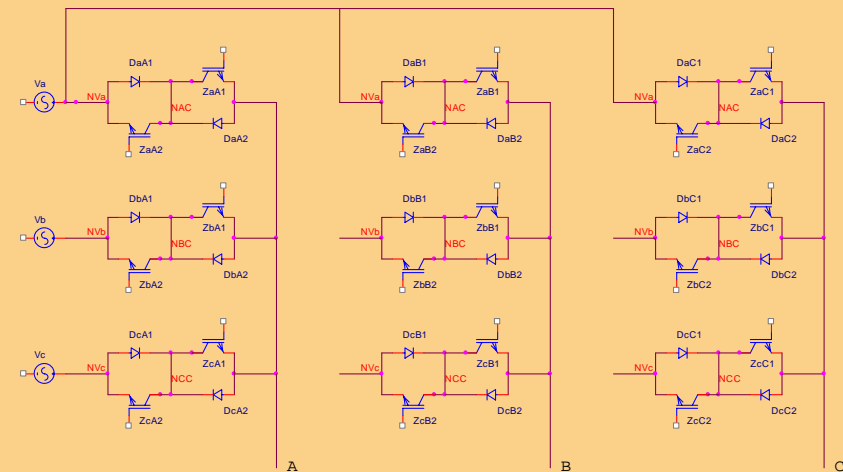 DaA1 DaB1 DaC1
Va ZaA1 ZaB1 ZaC1
NVa NAC NVa NAC NVa NAC
DaA2 DaB2 DaC2
ZaA2 ZaB2 ZaC2
DbA1 DbB1 DbC1
Vb ZbA1 ZbB1 ZbC1
NVb NBC NVb NBC NVb NBC
DbA2 DbB2 DbC2
ZbA2 ZbB2 ZbC2
DcA1 DcB1 DcC1
Vc ZcA1 ZcB1 ZcC1
NVc NCC NVc NCC NVc NCC
DcA2 DcB2 DcC2
ZcA2 ZcB2 ZcC2
A B C